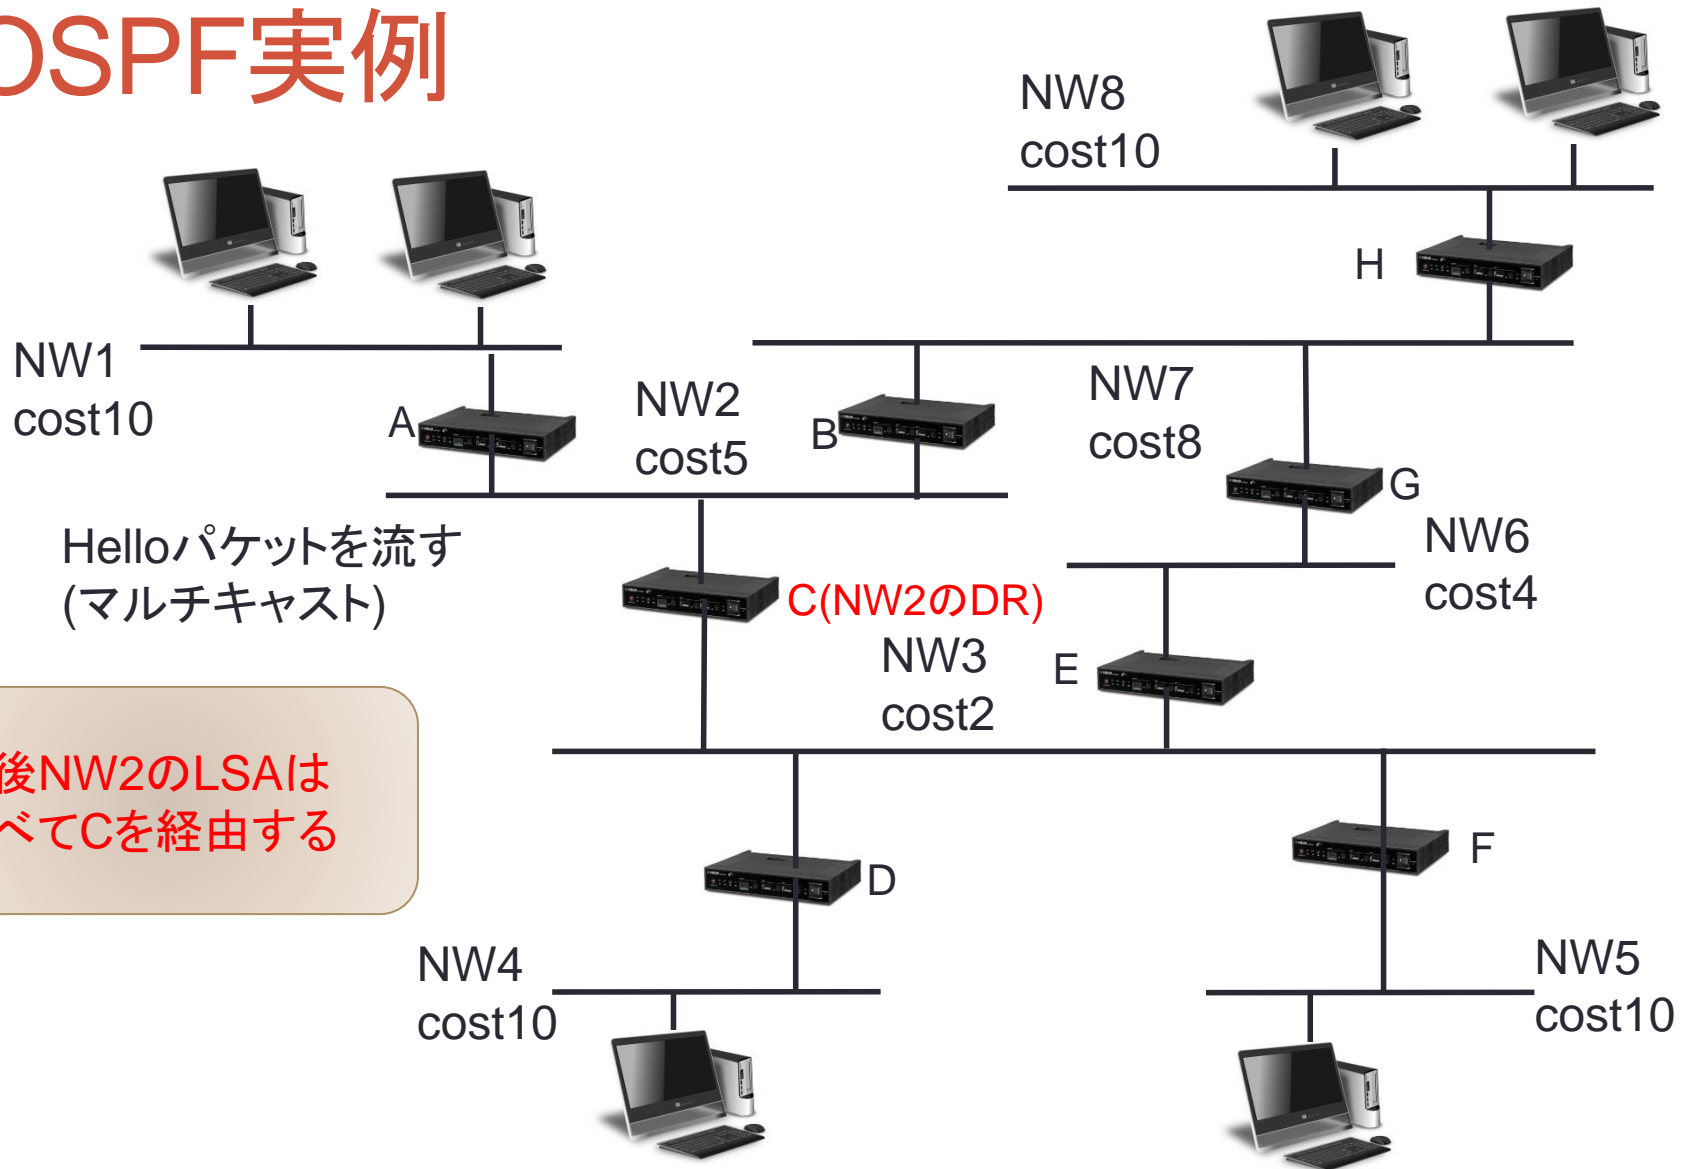 OSPF実例
NW8
cost10
H
NW1
cost10
A
NW2
cost5
B
NW7
cost8
G
Helloパケットを流す
(マルチキャスト)
NW6
cost4
C(NW2のDR)
NW3
cost2
E
後NW2のLSAは
べてCを経由する
D
F
NW4
cost10
NW5
cost10